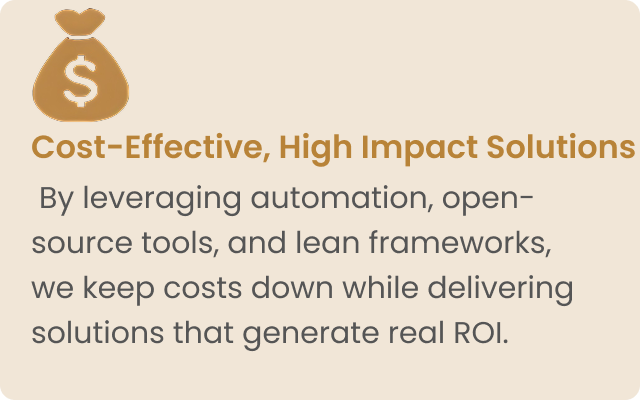 $
Cost-Effective, High Impact Solutions
By leveraging automation, open-
source tools, and lean frameworks,
we keep costs down while delivering
solutions that generate real ROI.